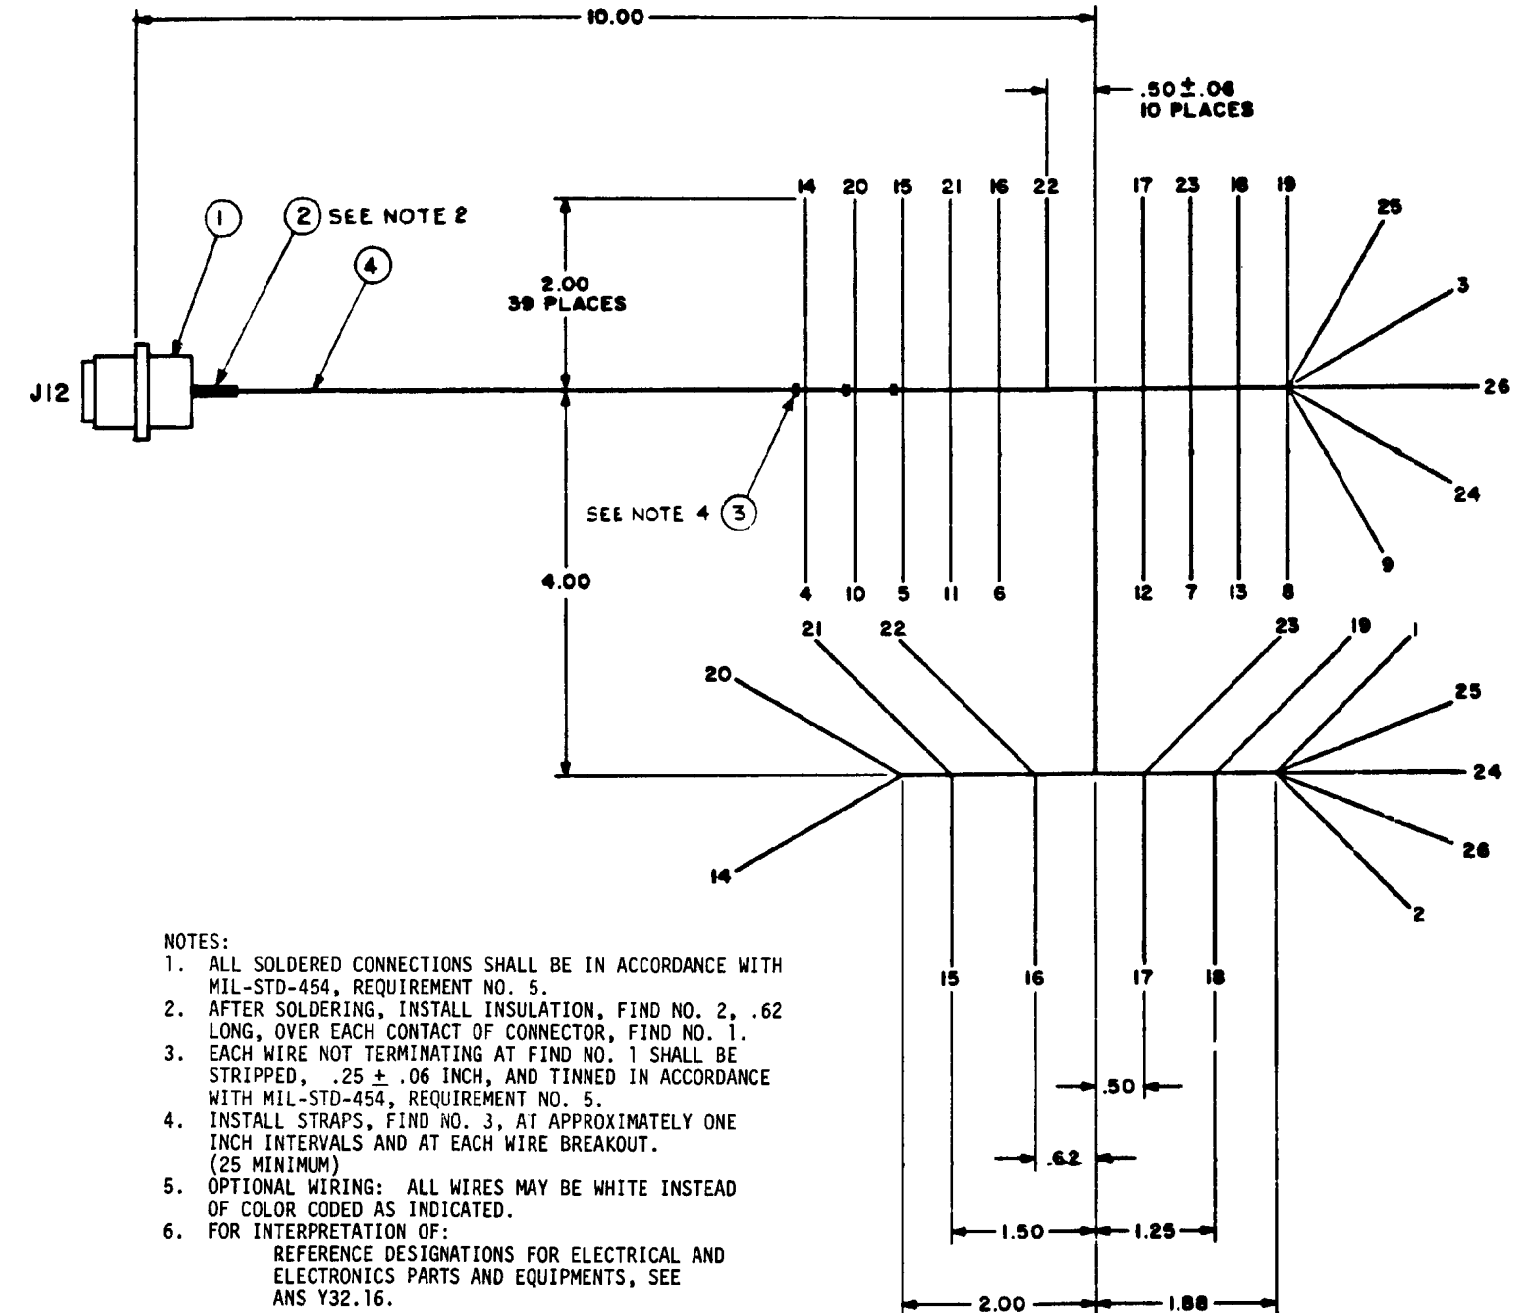 10.00
.50 ± .06
10 PLACES
14 20 15 21 16 22 17 23 18 19
25
1
2 SEE NOTE 2
4
3
2.00
39 PLACES
J12
26
24
SEE NOTE 4 3
9
4.00
4 10 5 11 6 12 7 13 8
21 22 23 19 1
20
25
24
26
14
2
15 16 17 18
.50
.62
1.50 1.25
2.00 1.88
NOTES:
1. ALL SOLDERED CONNECTIONS SHALL BE IN ACCORDANCE WITH
MIL-STD-454, REQUIREMENT NO. 5.
2. AFTER SOLDERING, INSTALL INSULATION, FIND NO. 2, .62
LONG, OVER EACH CONTACT OF CONNECTOR, FIND NO. 1.
3. EACH WIRE NOT TERMINATING AT FIND NO. 1 SHALL BE
STRIPPED, .25 ± .06 INCH, AND TINNED IN ACCORDANCE
WITH MIL-STD-454, REQUIREMENT NO. 5.
4. INSTALL STRAPS, FIND NO. 3, AT APPROXIMATELY ONE
INCH INTERVALS AND AT EACH WIRE BREAKOUT.
(25 MINIMUM)
5. OPTIONAL WIRING: ALL WIRES MAY BE WHITE INSTEAD
OF COLOR CODED AS INDICATED.
6. FOR INTERPRETATION OF:
REFERENCE DESIGNATIONS FOR ELECTRICAL AND
ELECTRONICS PARTS AND EQUIPMENTS, SEE
ANS Y32.16.